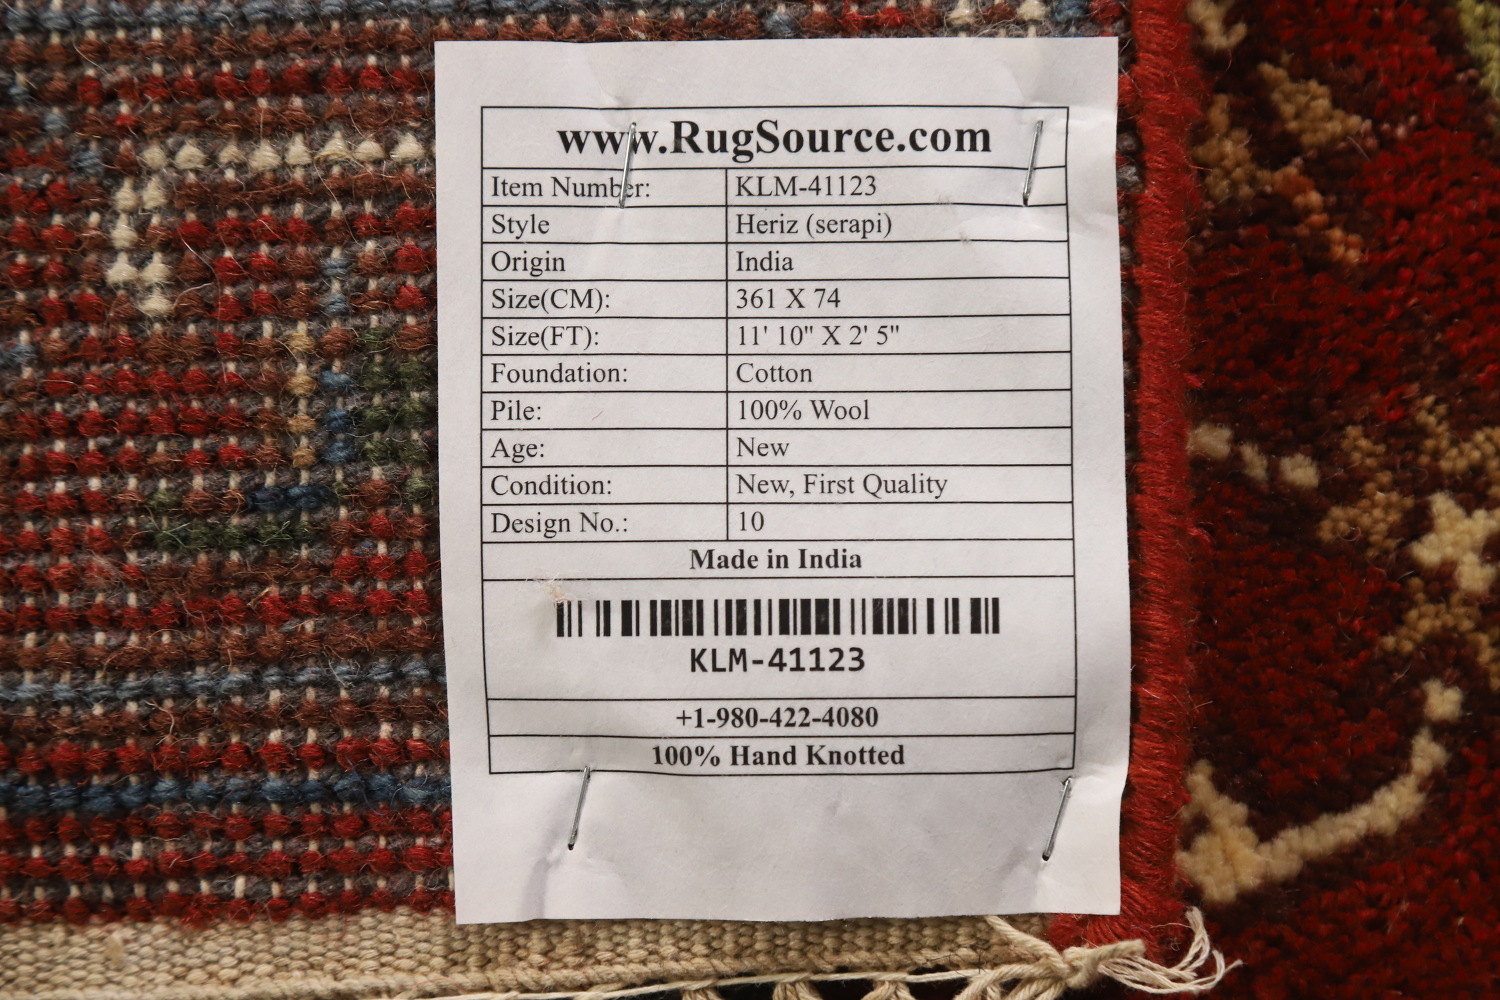 www.RugSource.com
Item Number: KLM-41123
Style Heriz (serapi)
Origin India
Size(CM): 361 X 74
Size(FT): 11' 10" X 2' 5"
Foundation: Cotton
Pile: 100% Wool
Age: New
Condition: New, First Quality
Design No.: 10
Made in India
KLM-41123
+1-980-422-4080
100% Hand Knotted